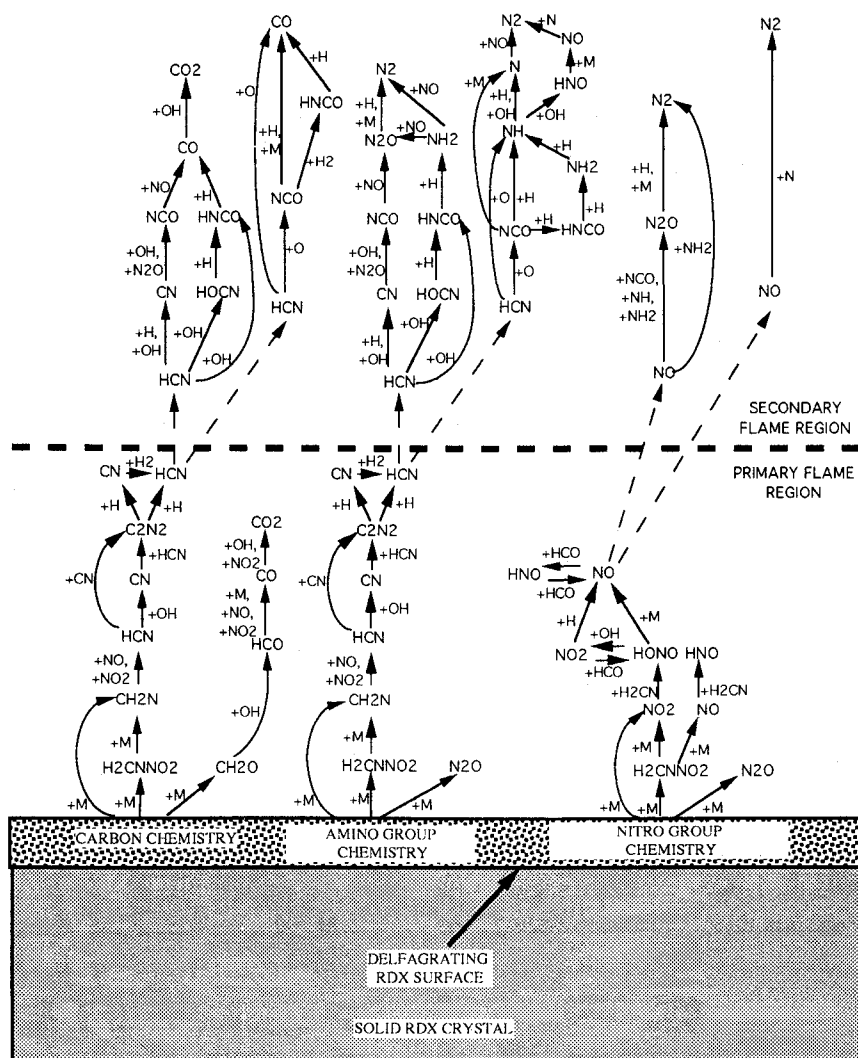 CO2
+OH
CO
+NO
+H
NCO
HNCO
+OH,
+N2O
+H
CN
HOCN
+H,
+OH
+OH
+OH
HCN
CO
+H
+O
HNCO
+H,
+M
+H2
NCO
+O
HCN
N2
+NO
+H,
+M
+NO
N2O
NH2
+NO
+H
NCO
HNCO
+OH,
+N2O
+H
CN
HOCN
+H,
+OH
+OH
+OH
HCN
N2
+N
NO
+NO
N
+M
+M
HNO
+H,
+OH
+OH
NH
+H
NH2
+O
+H
+H
NCO
+H
HNCO
+O
HCN
N2
+H,
+M
N2O
+NH2
+NCO,
+NH,
+NH2
NO
N2
+N
NO
SECONDARY
FLAME REGION
PRIMARY FLAME
REGION
CN
+H2
HCN
+H
+H
C2N2
+HCN
+CN
CN
+OH
HCN
+NO,
+NO2
CH2N
+M
H2CNNO2
+M
+M
+M
CO2
+OH,
+NO2
CO
+M,
+NO,
+NO2
HCO
+OH
CH2O
CN
+H2
HCN
+H
+H
C2N2
+HCN
+CN
CN
+OH
HCN
+NO,
+NO2
CH2N
+M
H2CNNO2
N2O
+M
+M
+M
+HCO
HNO
NO
+HCO
+H
+M
+OH
NO2
HONO
HNO
+HCO
+H2CN
+H2CN
NO2
NO
+M
+M
H2CNNO2
N2O
+M
+M
+M
CARBON CHEMISTRY
AMINO GROUP
CHEMISTRY
NITRO GROUP
CHEMISTRY
DELFAGRATING
RDX SURFACE
SOLID RDX CRYSTAL